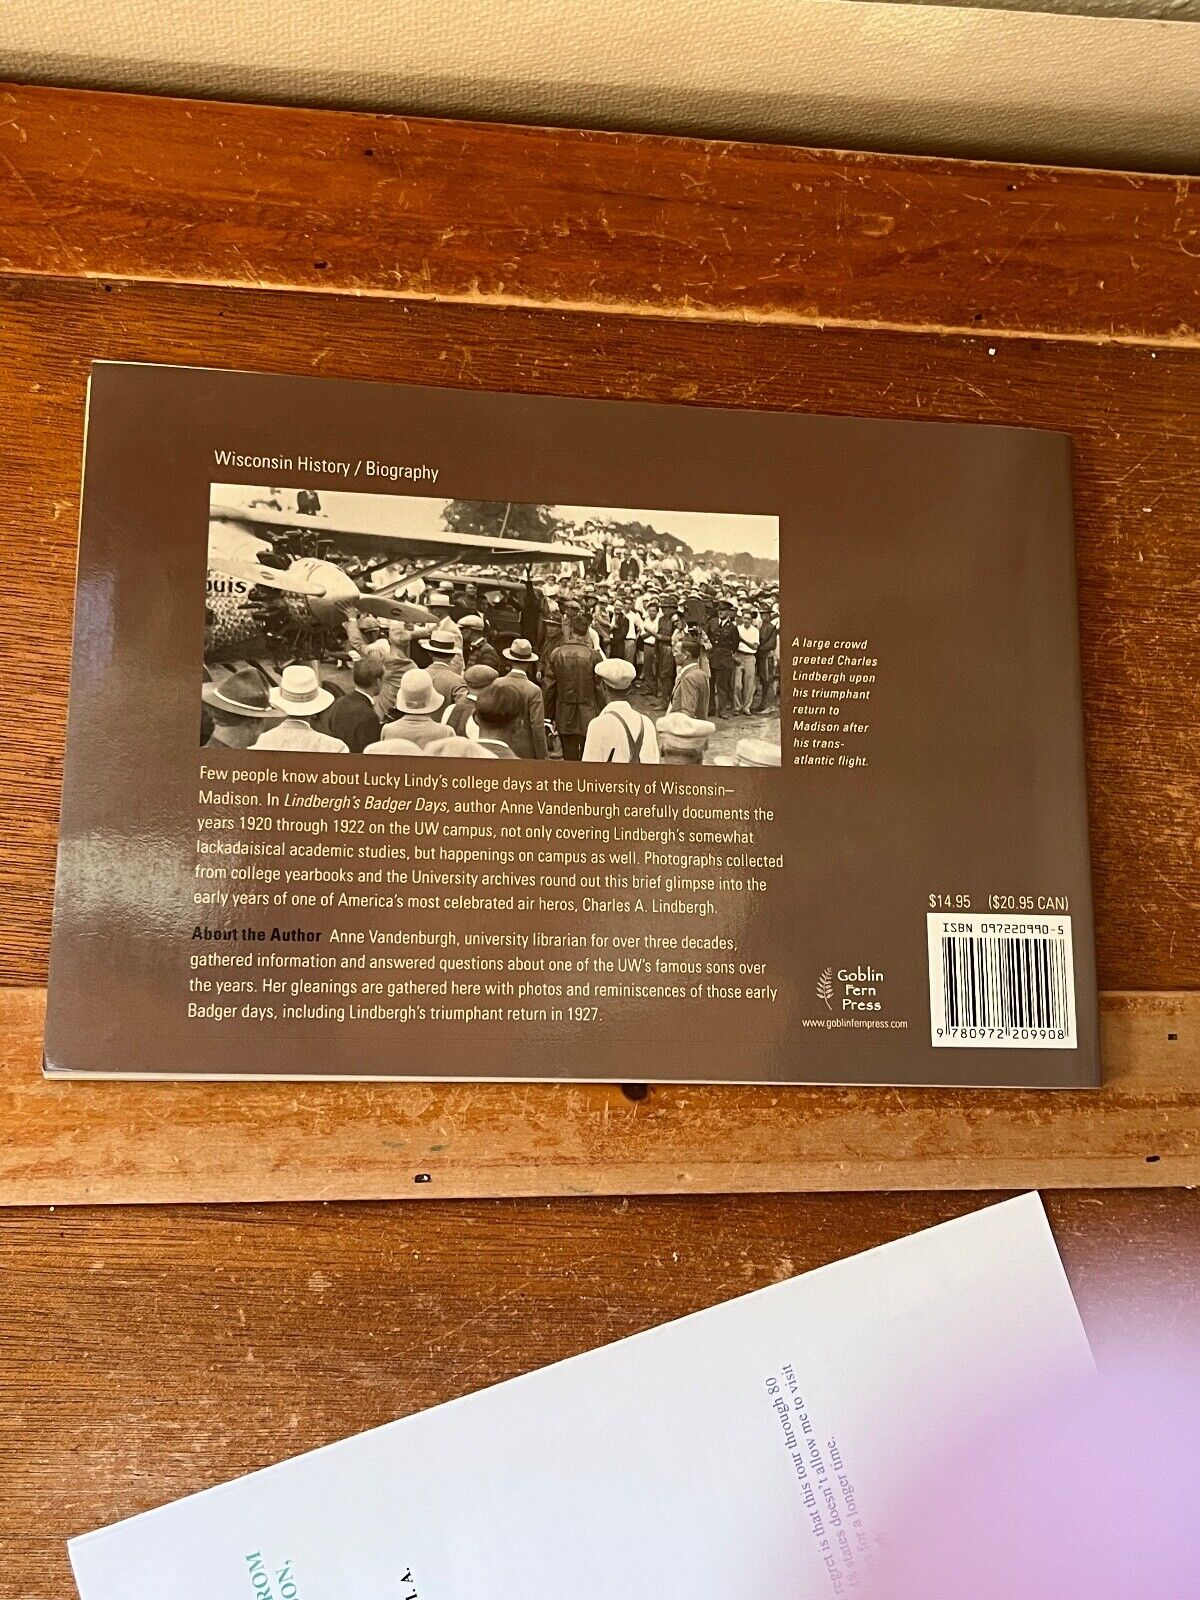 Wisconsin History / Biography
ouis
A large crowd
greeted Charles
Lindbergh upon
his triumphant
return to
Madison after
his trans-
atlantic flight.
Few people know about Lucky Lindy's college days at the University of Wisconsin–
Madison. In Lindbergh's Badger Days, author Anne Vandenburgh carefully documents the
years 1920 through 1922 on the UW campus, not only covering Lindbergh's somewhat
lackadaisical academic studies, but happenings on campus as well. Photographs collected
from college yearbooks and the University archives round out this brief glimpse into the
early years of one of America's most celebrated air heros, Charles A. Lindbergh.
About the Author Anne Vandenburgh, university librarian for over three decades,
gathered information and answered questions about one of the UW's famous sons over
the years. Her gleanings are gathered here with photos and reminiscences of those early
Badger days, including Lindbergh's triumphant return in 1927.
Goblin
Fern
Press
www.goblinfernpress.com
$14.95 ($20.95 CAN)
ISBN 097220990-5
9 780972 209908
regret is that this tour through 80
48 states doesn't allow me to visit
for a longer time.
ROM
ON,
I. A.